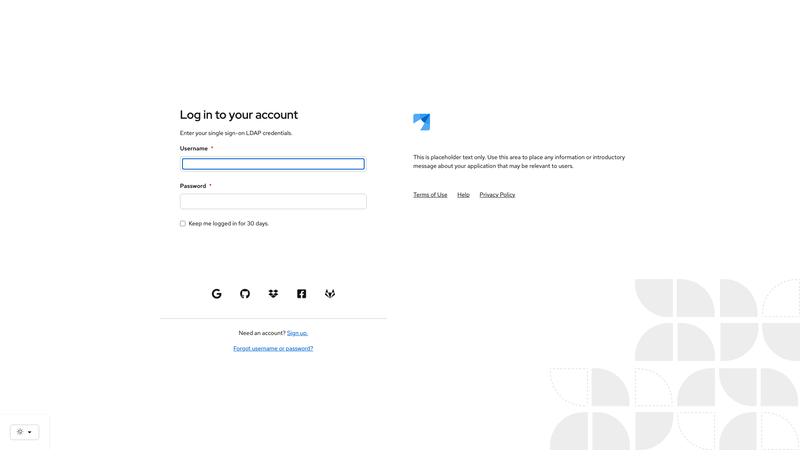 Log in to your account
Enter your single sign-on LDAP credentials.
Username *
Password *
Keep me logged in for 30 days.
Need an account? Sign up.
Forgot username or password?
This is placeholder text only. Use this area to place any information or introductory
message about your application that may be relevant to users.
Terms of Use Help Privacy Policy